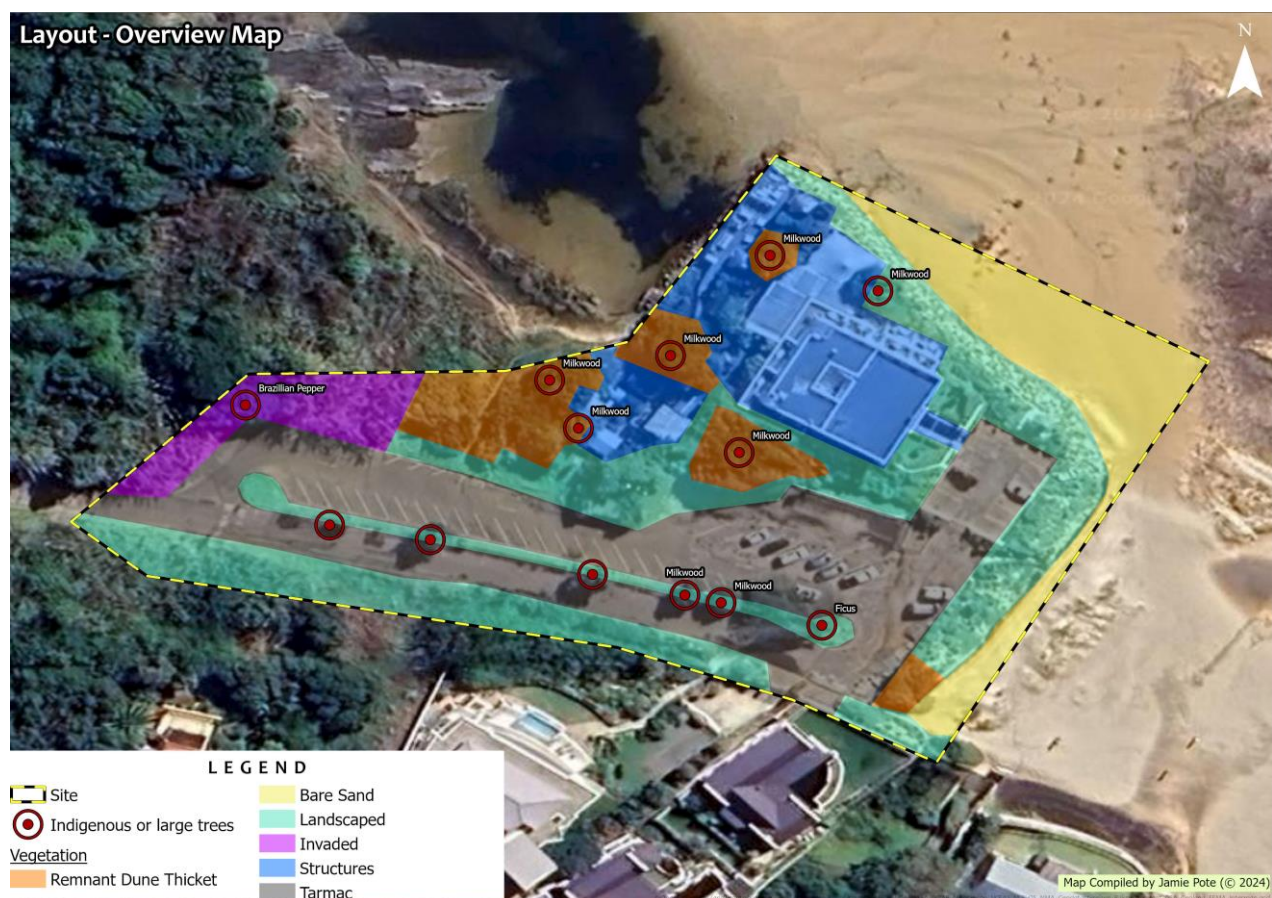 Layout - Overview Map
N
Milkwood
Milkwood
Milkwood
Milkwood
Brazillian Pepper
Milkwood
Milkwood
Milkwood
Milkwood
Ficus
LEGEND
Site
Indigenous or large trees
Vegetation
Remnant Dune Thicket
Bare Sand
Landscaped
Invaded
Structures
Tarmac
Map Compiled by Jamie Pote (© 2024)